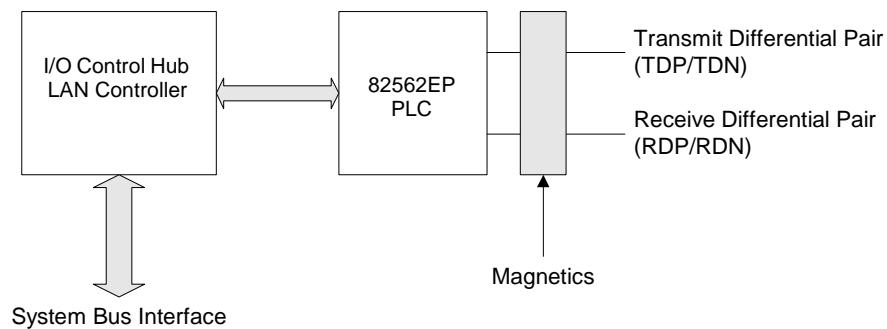 I/O Control Hub
LAN Controller
82562EP
PLC
Transmit Differential Pair
(TDP/TDN)
Receive Differential Pair
(RDP/RDN)
Magnetics
System Bus Interface